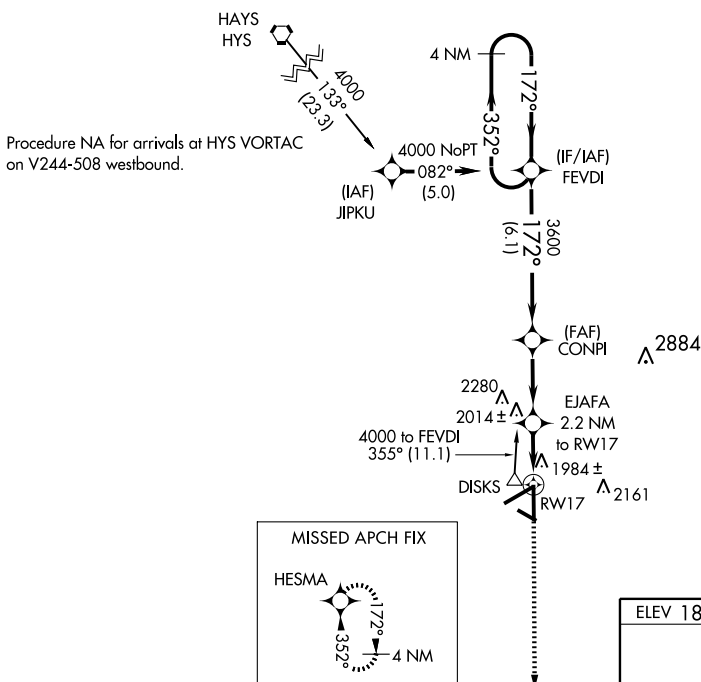 HAYS
HYS
4000
133°
(23.3)
Procedure NA for arrivals at HYS VORTAC
on V244-508 westbound.
4 NM
172°
352°
4000 NoPT
082°
(5.0)
(IAF)
JIPKU
(IF/IAF)
FEVDI
3600
172°
(6.1)
(FAF)
CONPI
2884
2280
2014 ±
EJAFA
2.2 NM
to RW17
4000 to FEVDI
355° (11.1)
1984 ±
DISKS
2161
RW17
MISSED APCH FIX
HESMA
172°
352°
4 NM
ELEV 18